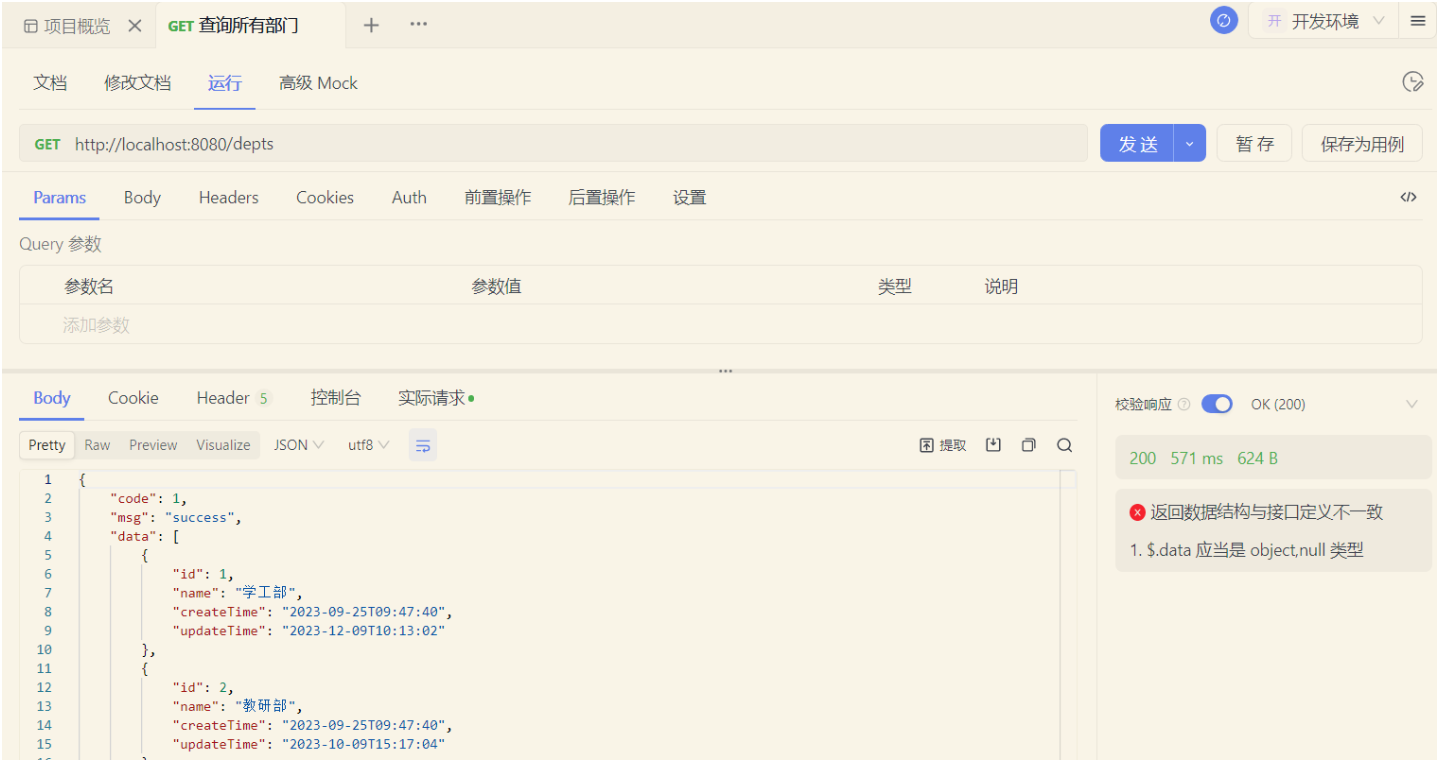 项目概览
GET 查询所有部门
开 开发环境
文档 修改文档 运行 高级 Mock
GET http://localhost:8080/depts
发 送
暂 存
保存为用例
Params Body Headers Cookies Auth 前置操作 后置操作 设置
Query 参数
参数名 参数值 类型 说明
添加参数
Body Cookie Header 5 控制台 实际请求
Pretty Raw Preview Visualize JSON utf8
提取
1 {
2 "code": 1,
3 "msg": "success",
4 "data": [
5 {
6 "id": 1,
7 "name": "学工部",
8 "createTime": "2023-09-25T09:47:40",
9 "updateTime": "2023-12-09T10:13:02"
10 },
11 {
12 "id": 2,
13 "name": "教研部",
14 "createTime": "2023-09-25T09:47:40",
15 "updateTime": "2023-10-09T15:17:04"
校验响应 OK (200)
200 571 ms 624 B
返回数据结构与接口定义不一致
1. $.data 应当是 object,null 类型